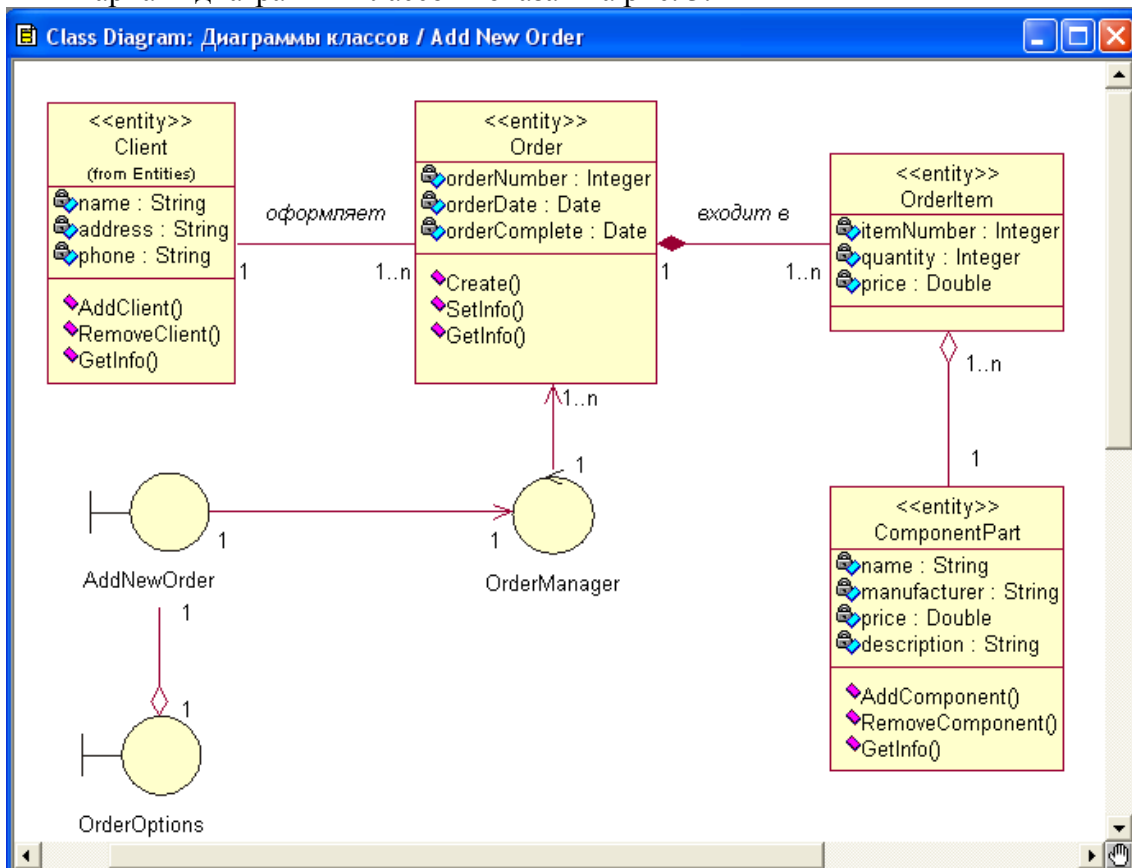 Class Diagram: Диаграммы классов / Add New Order
<<entity>>
Client
(from Entities)
name : String
address : String
phone : String
AddClient()
RemoveClient()
GetInfo()
оформляет
1
1..n
<<entity>>
Order
orderNumber : Integer
orderDate : Date
orderComplete : Date
Create()
SetInfo()
GetInfo()
входит в
1
1..n
<<entity>>
OrderItem
itemNumber : Integer
quantity : Integer
price : Double
1..n
1
<<entity>>
ComponentPart
name : String
manufacturer : String
price : Double
description : String
AddComponent()
RemoveComponent()
GetInfo()
1..n
1
1
1
AddNewOrder
OrderManager
1
1
OrderOptions